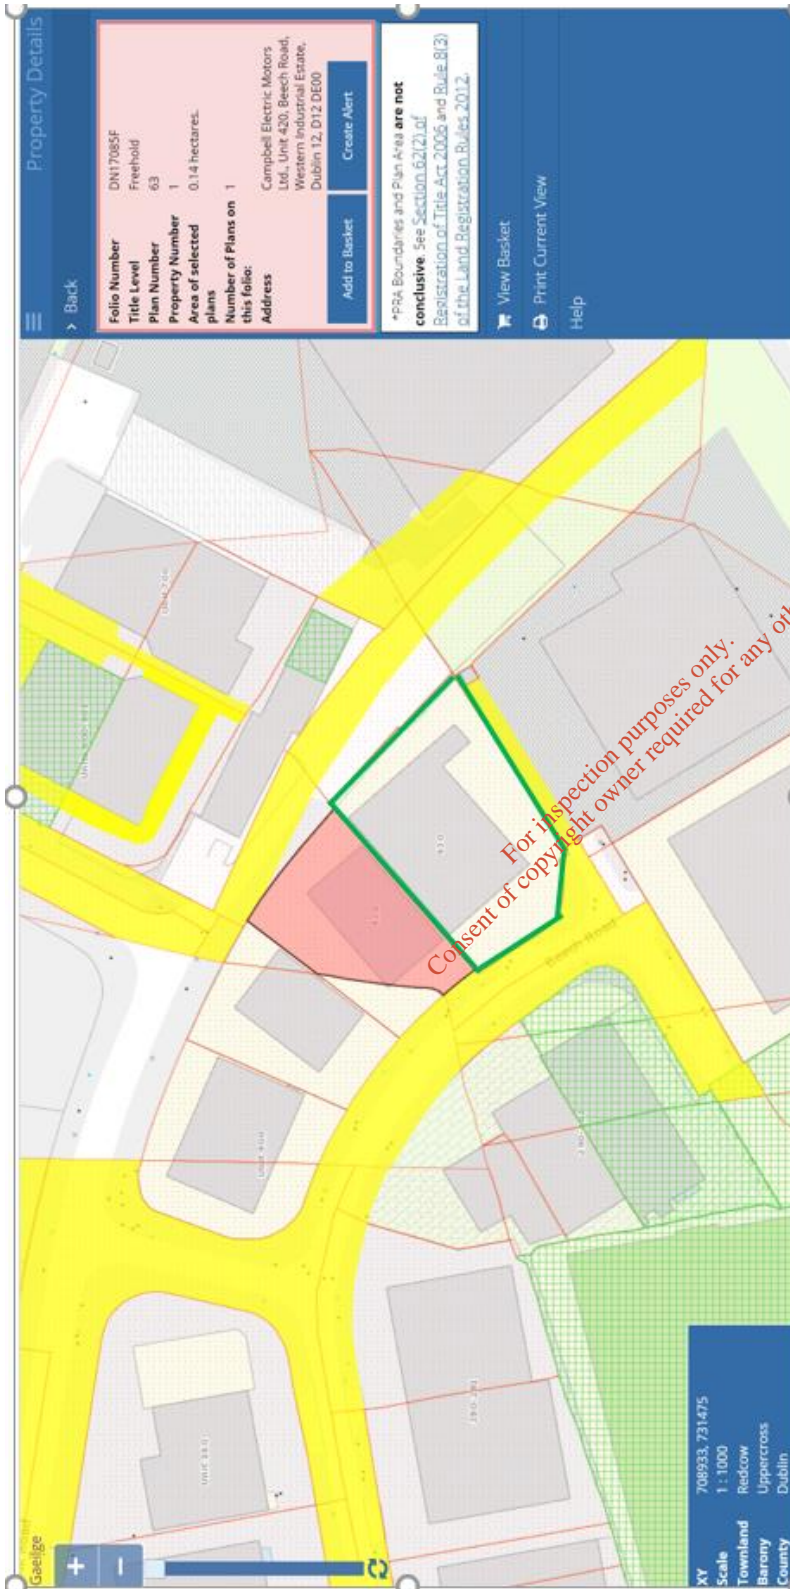 Property Details
Back
Folio Number DN17085F
Title Level Freehold
Plan Number 63
Property Number 1
Area of selected plans 0.14 hectares.
Number of Plans on this folio: 1
Address Campbell Electric Motors
Ltd., Unit 420, Beech Road,
Western Industrial Estate,
Dublin 12, D12 DE00
Add to Basket
Create Alert
*PRA Boundaries and Plan Area are not
conclusive. See Section 62(2) of
Registration of Title Act 2006 and Rule 8(3)
of the Land Registration Rules 2012.
View Basket
Print Current View
Help
Gaeilge
+
−
Beech Road
XY 708933, 731475
Scale 1 : 1000
Townland Redcow
Barony Uppercross
County Dublin
For inspection purposes only.
Consent of copyright owner required for any oth